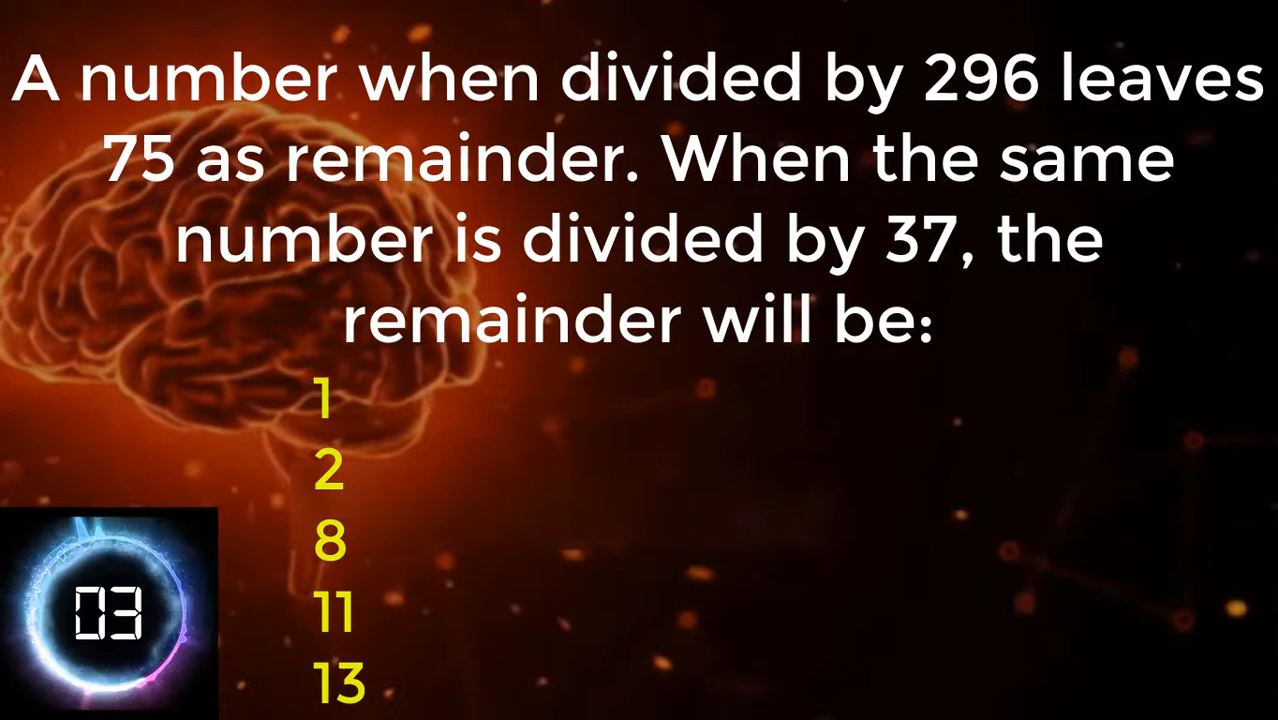 A number when divided by 296 leaves
75 as remainder. When the same
number is divided by 37, the
remainder will be:
1
2
8
11
13
03